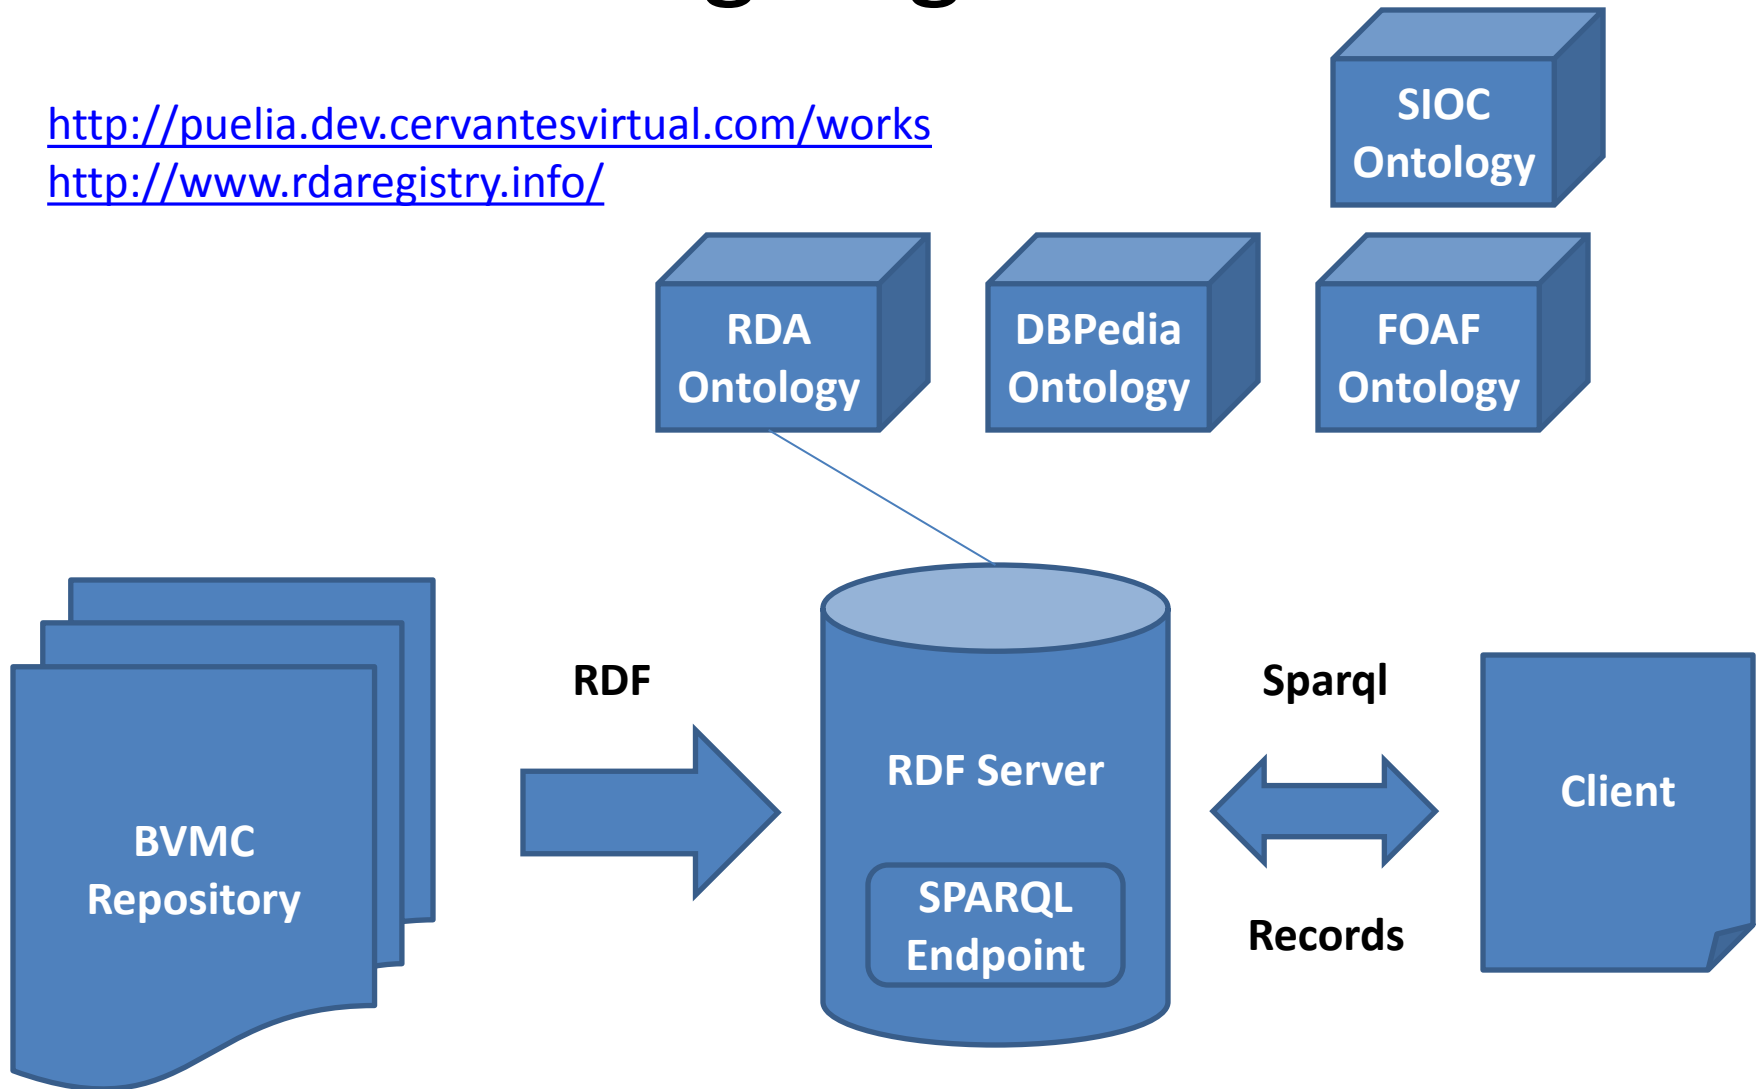 http://puelia.dev.cervantesvirtual.com/works
http://www.rdaregistry.info/
SIOC
Ontology
RDA
Ontology
DBPedia
Ontology
FOAF
Ontology
BVMC
Repository
RDF
RDF Server
SPARQL
Endpoint
Sparql
Records
Client